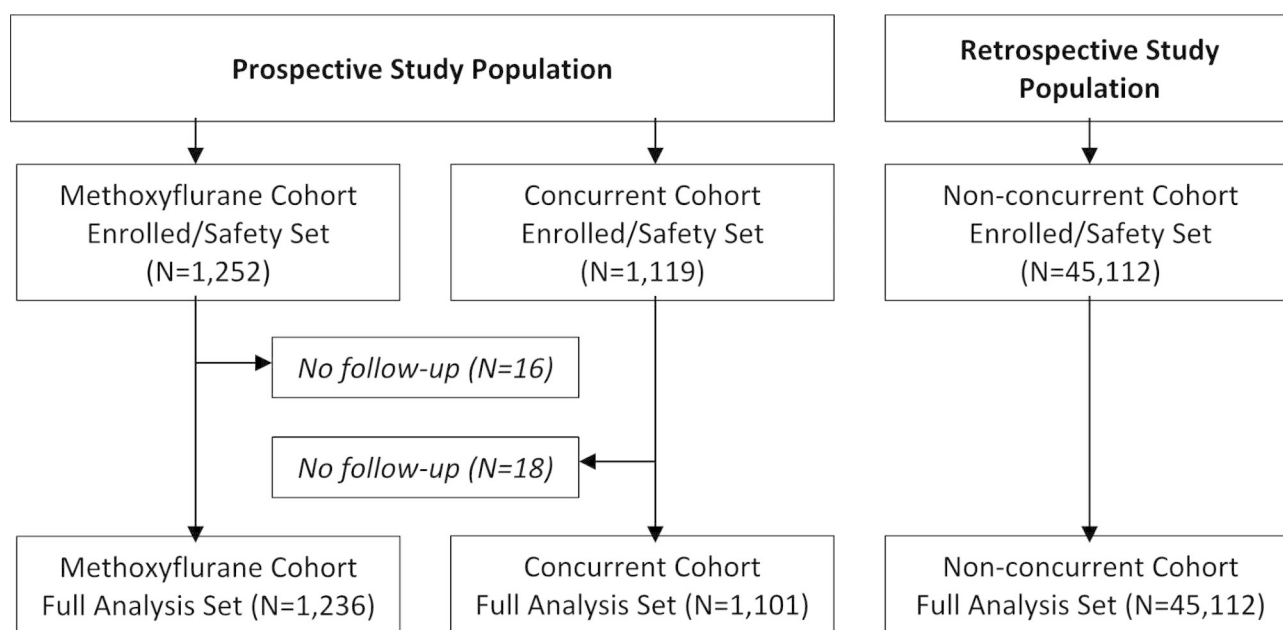 Prospective Study Population
Retrospective Study
Population
Methoxyflurane Cohort
Enrolled/Safety Set
(N=1,252)
Concurrent Cohort
Enrolled/Safety Set
(N=1,119)
Non-concurrent Cohort
Enrolled/Safety Set
(N=45,112)
No follow-up (N=16)
No follow-up (N=18)
Methoxyflurane Cohort
Full Analysis Set (N=1,236)
Concurrent Cohort
Full Analysis Set (N=1,101)
Non-concurrent Cohort
Full Analysis Set (N=45,112)